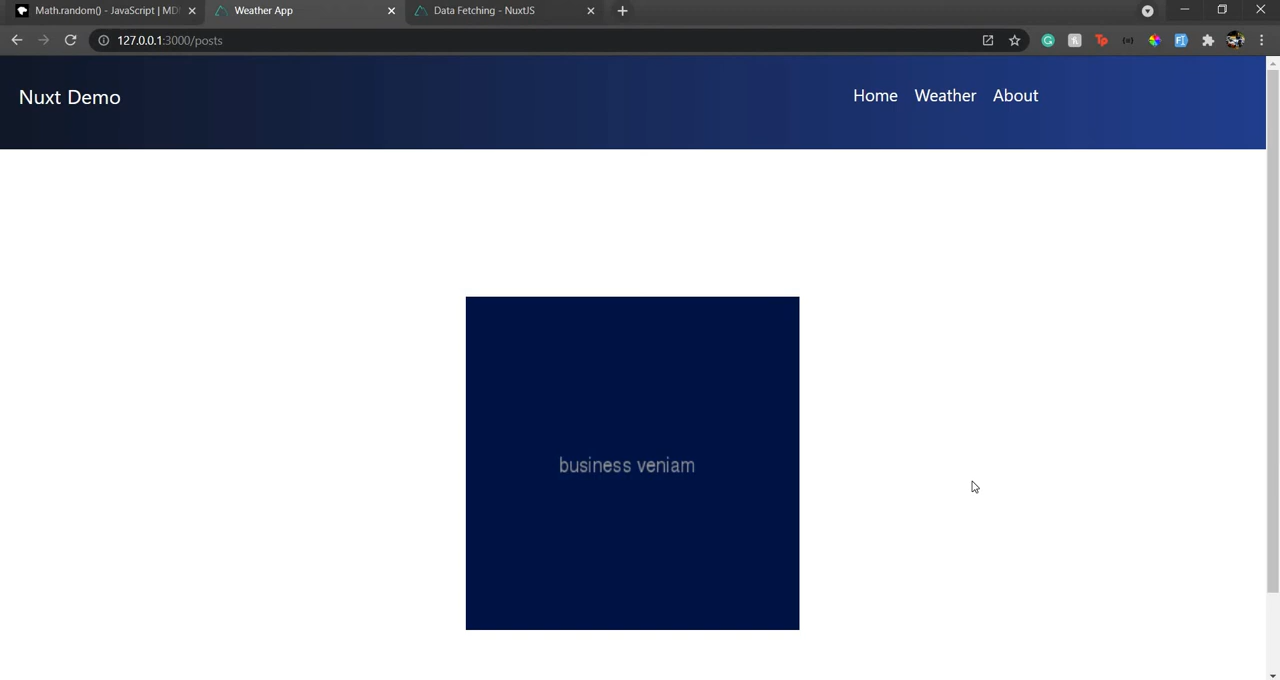 Math.random() - JavaScript | MD
Weather App
Data Fetching - NuxtJS
127.0.0.1:3000/posts
Nuxt Demo
Home Weather About
business veniam